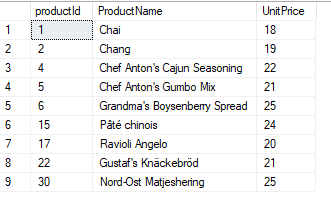 productId ProductName UnitPrice
1 1 Chai 18
2 2 Chang 19
3 4 Chef Anton's Cajun Seasoning 22
4 5 Chef Anton's Gumbo Mix 21
5 6 Grandma's Boysenberry Spread 25
6 15 Pâté chinois 24
7 17 Ravioli Angelo 20
8 22 Gustaf's Knäckebröd 21
9 30 Nord-Ost Matjeshering 25